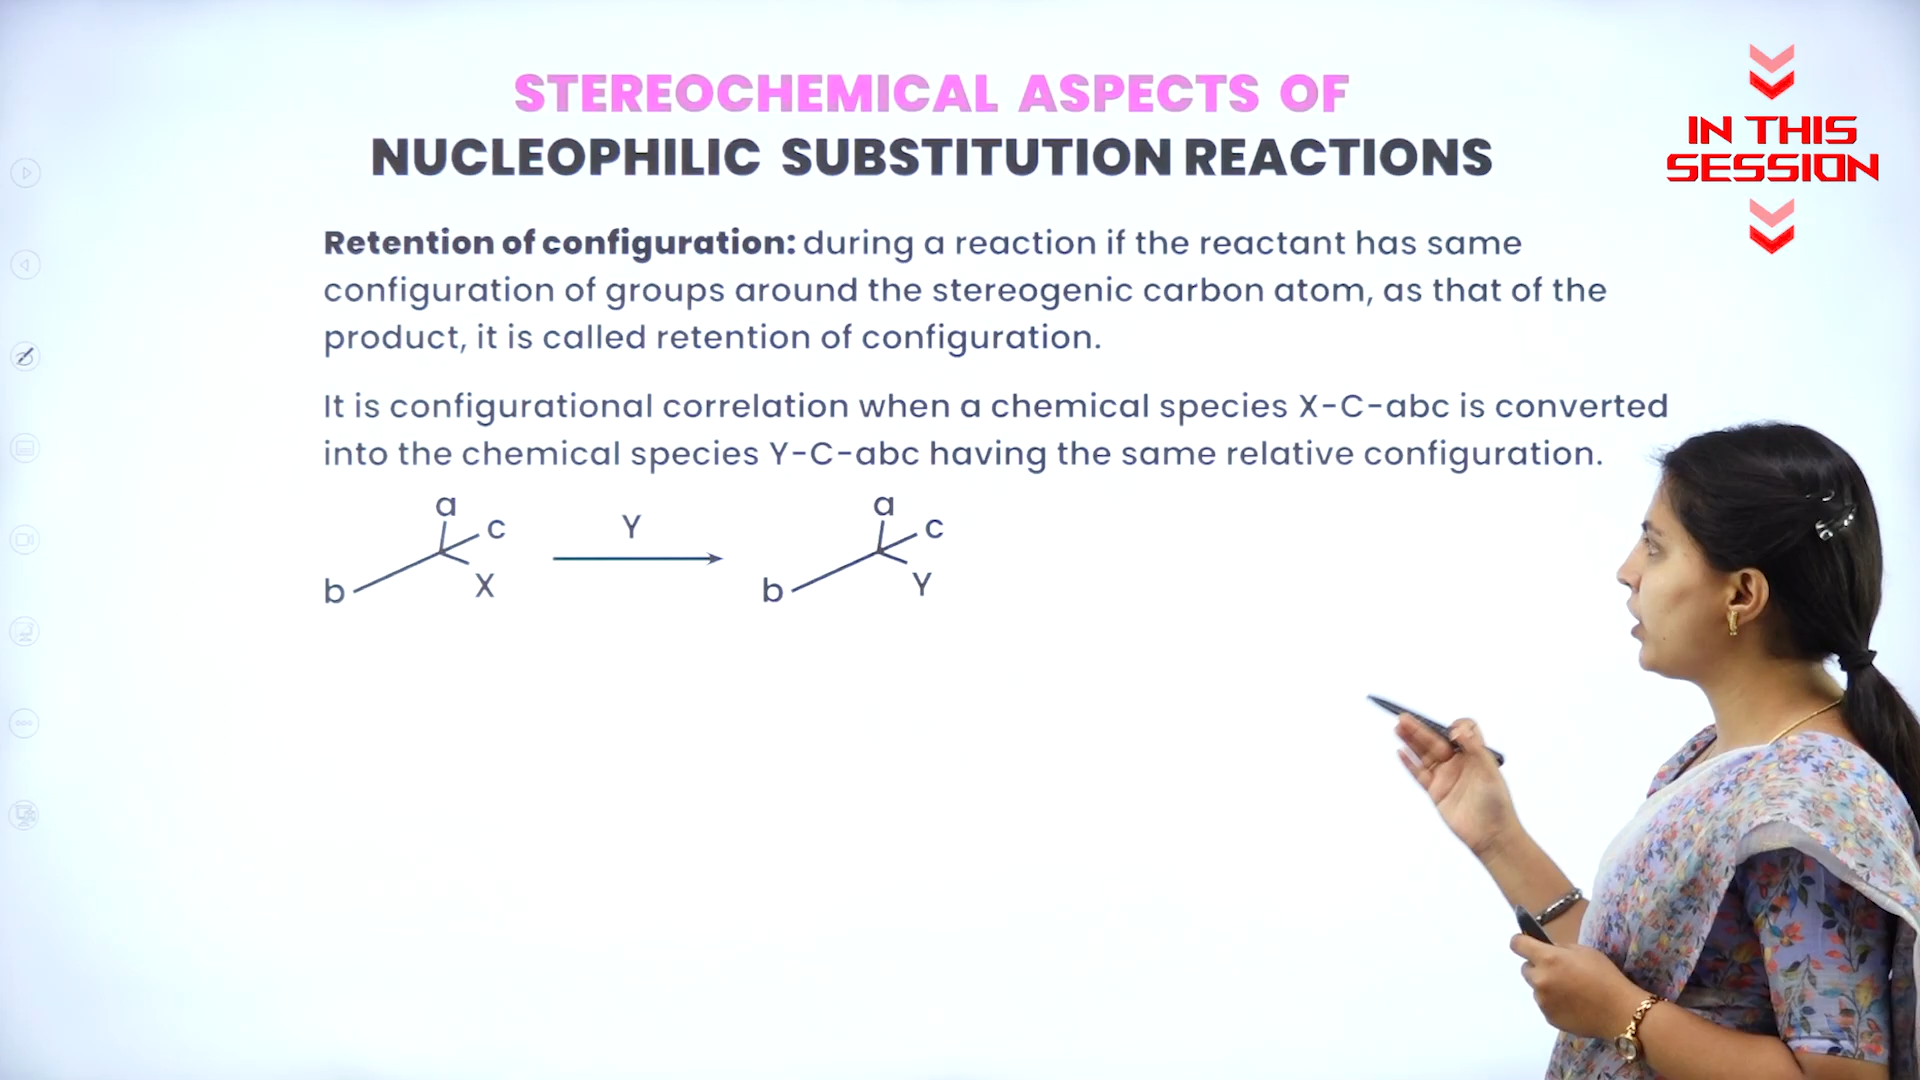 STEREOCHEMICAL ASPECTS OF
NUCLEOPHILIC SUBSTITUTION REACTIONS
IN THIS
SESSION
Retention of configuration: during a reaction if the reactant has same
configuration of groups around the stereogenic carbon atom, as that of the
product, it is called retention of configuration.
It is configurational correlation when a chemical species X-C-abc is converted
into the chemical species Y-C-abc having the same relative configuration.
a
c
b
X
Y
a
c
b
Y